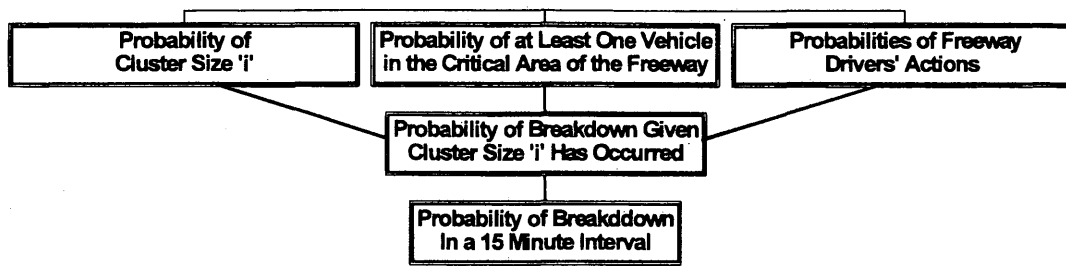 Probability of
Cluster Size 'i'
Probability of at Least One Vehicle
in the Critical Area of the Freeway
Probabilities of Freeway
Drivers' Actions
Probability of Breakdown Given
Cluster Size 'i' Has Occurred
Probability of Breakddown
In a 15 Minute Interval